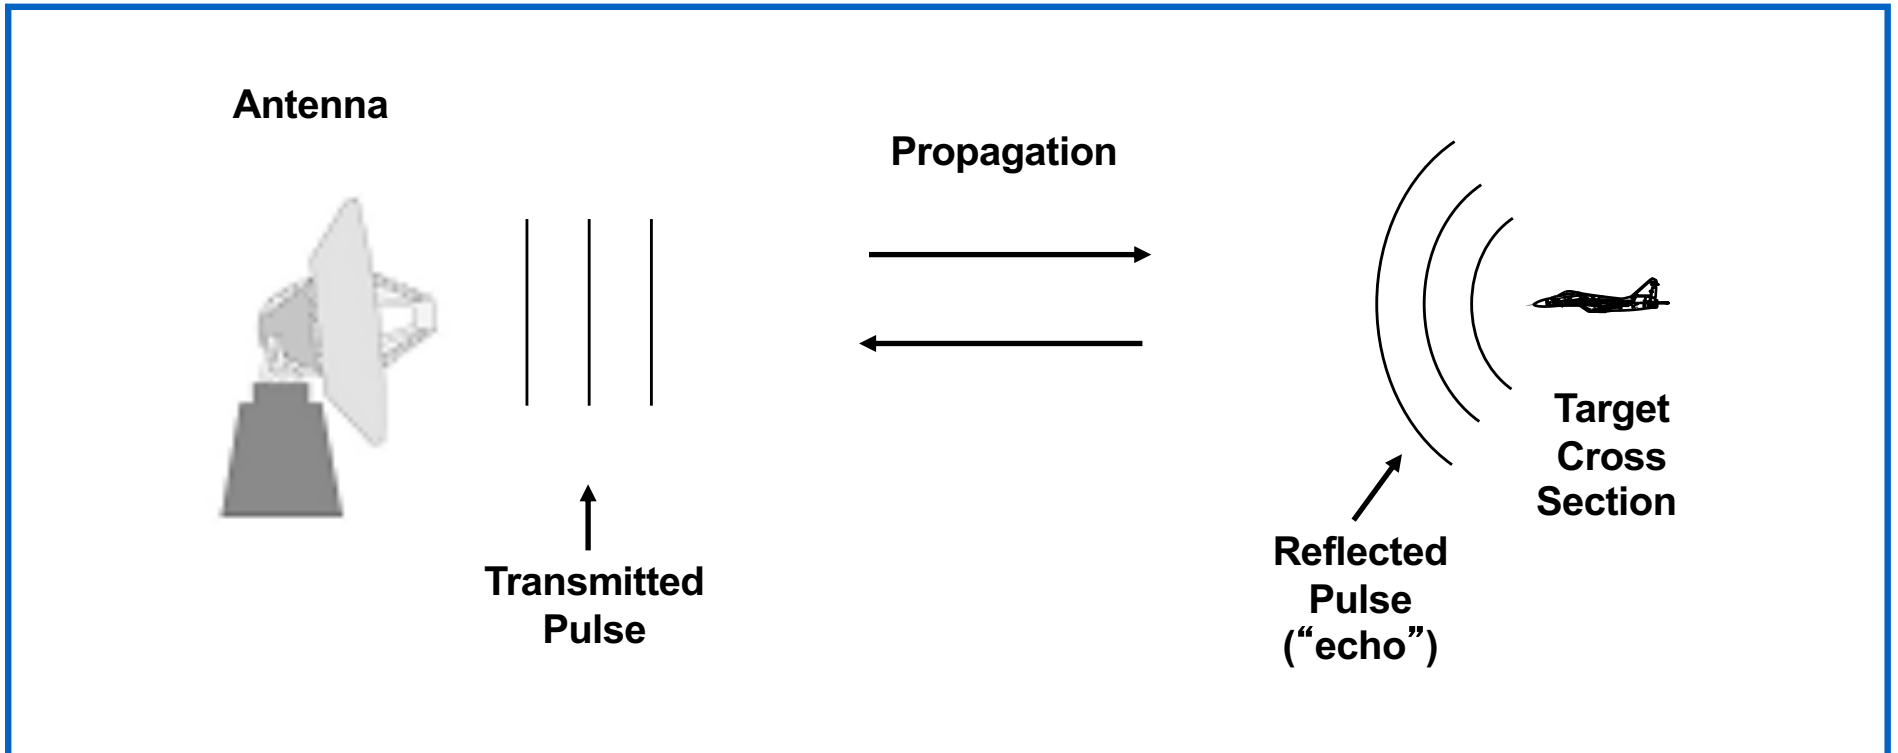 Antenna
Propagation
Target
Cross
Section
Transmitted
Pulse
Reflected
Pulse
(“echo”)